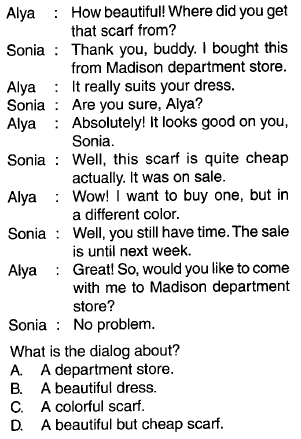 Alya : How beautiful! Where did you get
that scarf from?
Sonia : Thank you, buddy. I bought this
from Madison department store.
Alya : It really suits your dress.
Sonia : Are you sure, Alya?
Alya : Absolutely! It looks good on you,
Sonia.
Sonia : Well, this scarf is quite cheap
actually. It was on sale.
Alya : Wow! I want to buy one, but in
a different color.
Sonia : Well, you still have time. The sale
is until next week.
Alya : Great! So, would you like to come
with me to Madison department
store?
Sonia : No problem.
What is the dialog about?
A. A department store.
B. A beautiful dress.
C. A colorful scarf.
D. A beautiful but cheap scarf.